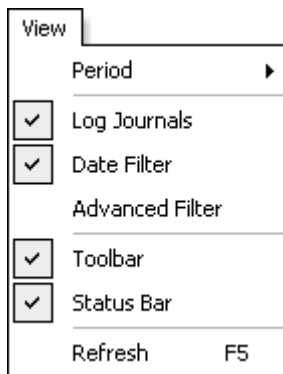 View
Period
Log Journals
Date Filter
Advanced Filter
Toolbar
Status Bar
Refresh F5